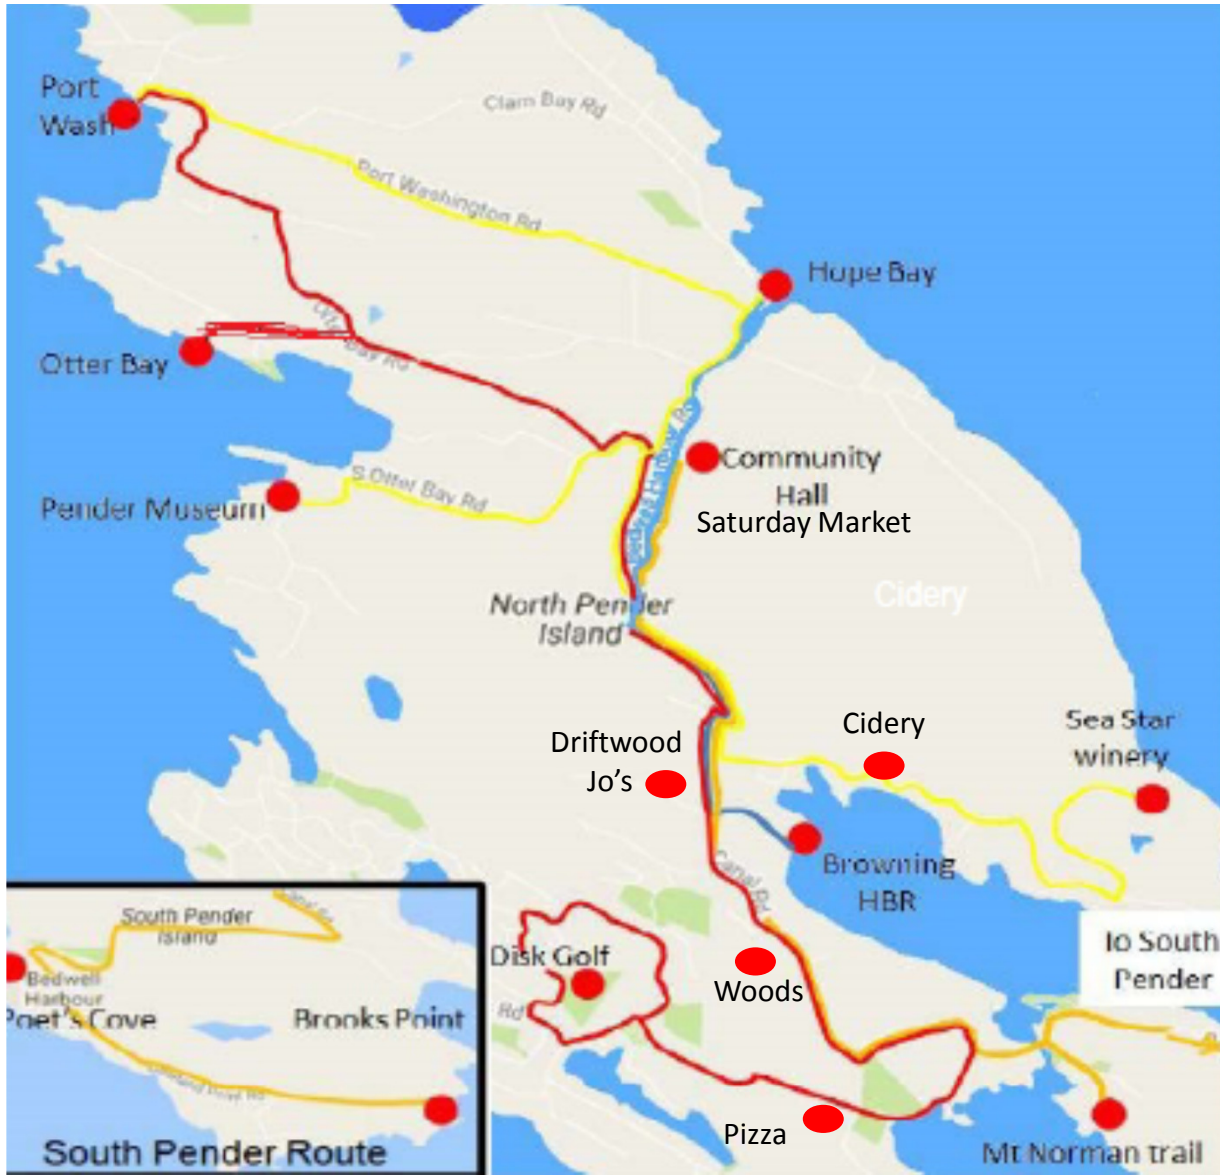 Port
Wash
Clam Bay Rd
Port Washington Rd
Hope Bay
Otter Bay
Bay Rd
Community
Hall
Saturday Market
S Otter Bay Rd
Pender Museum
North Pender
Island
Cidery
Driftwood
Jo's
Cidery
Sea Star
winery
Canal Rd
Browning
HBR
To South
Pender
Disk Golf
Rd
Woods
Pizza
Mt Norman trail
South Pender
Island
Bedwell
Harbour
Poet's Cove
Brooks Point
South Pender Route